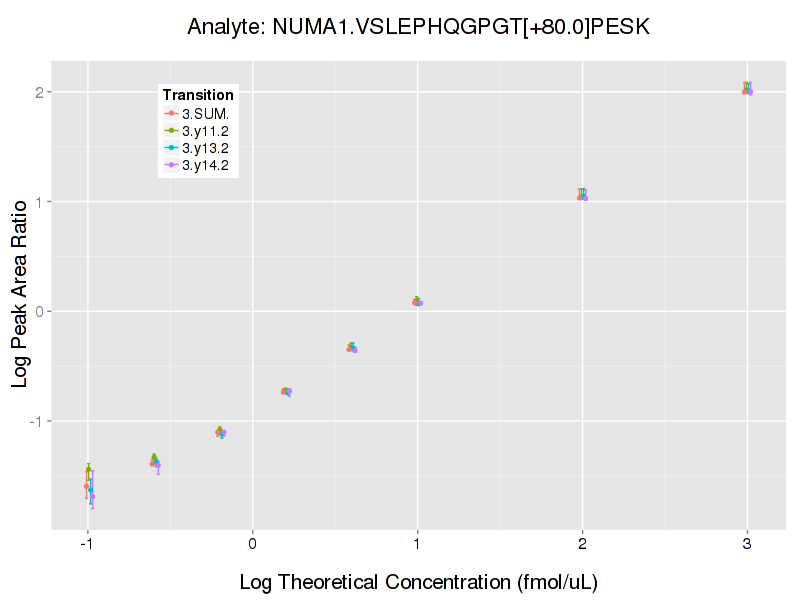 Analyte: NUMA1.VSLEPHQGPGT[+80.0]PESK
Transition
3.SUM.
3.y11.2
3.y13.2
3.y14.2
Log Peak Area Ratio
2
1
0
-1
-1
0
1
2
3
Log Theoretical Concentration (fmol/uL)